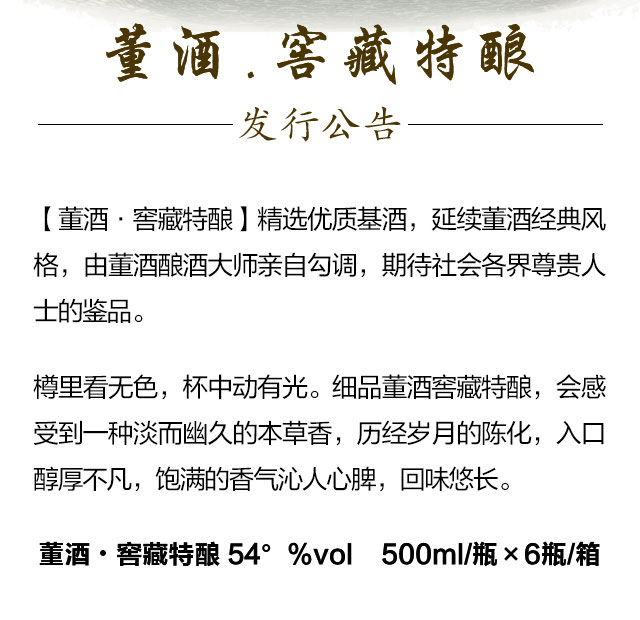 董酒.窖藏特酿
发行公告
【董酒·窖藏特酿】精选优质基酒，延续董酒经典风
格，由董酒酿酒大师亲自勾调，期待社会各界尊贵人
士的鉴品。
樽里看无色，杯中动有光。细品董酒窖藏特酿，会感
受到一种淡而幽久的本草香，历经岁月的陈化，入口
醇厚不凡，饱满的香气沁人心脾，回味悠长。
董酒·窖藏特酿 54° %vol 500ml/瓶×6瓶/箱